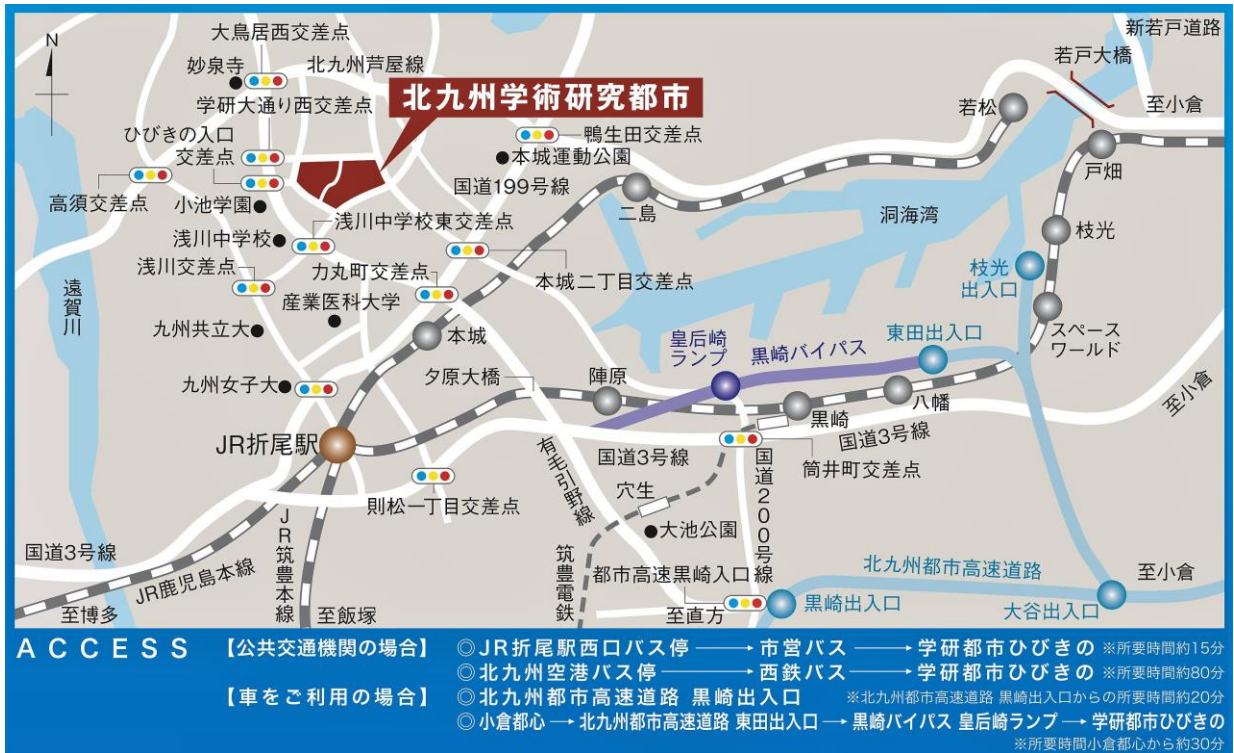 大鳥居西交差点
新若戸道路
N
妙泉寺
北九州芦屋線
若戸大橋
学研大通り西交差点
北九州学術研究都市
至小倉
若松
ひびきの入口
交差点
鴨生田交差点
本城運動公園
戸畑
国道199号線
高須交差点
小池学園
二島
浅川中学校東交差点
洞海湾
浅川中学校
枝光
浅川交差点
力丸町交差点
本城二丁目交差点
枝光
出入口
遠賀川
産業医科大学
スペース
ワールド
九州共立大
本城
皇后崎
ランプ
黒崎バイパス
東田出入口
夕原大橋
陣原
九州女子大
八幡
至小倉
黒崎
国道3号線
JR折尾駅
有毛引野線
国道3号線
国道200号線
筒井町交差点
穴生
則松一丁目交差点
大池公園
国道3号線
JR鹿児島本線
JR筑豊本線
筑豊電鉄
都市高速黒崎入口
北九州都市高速道路
至小倉
至博多
至飯塚
至直方
黒崎出入口
大谷出入口
ACCESS 【公共交通機関の場合】 ◎JR折尾駅西口バス停 → 市営バス → 学研都市ひびきの ※所要時間約15分
◎北九州空港バス停 → 西鉄バス → 学研都市ひびきの ※所要時間約80分
【車をご利用の場合】 ◎北九州都市高速道路 黒崎出入口 ※北九州都市高速道路 黒崎出入口からの所要時間約20分
◎小倉都心 → 北九州都市高速道路 東田出入口 → 黒崎バイパス 皇后崎ランプ → 学研都市ひびきの
※所要時間小倉都心から約30分